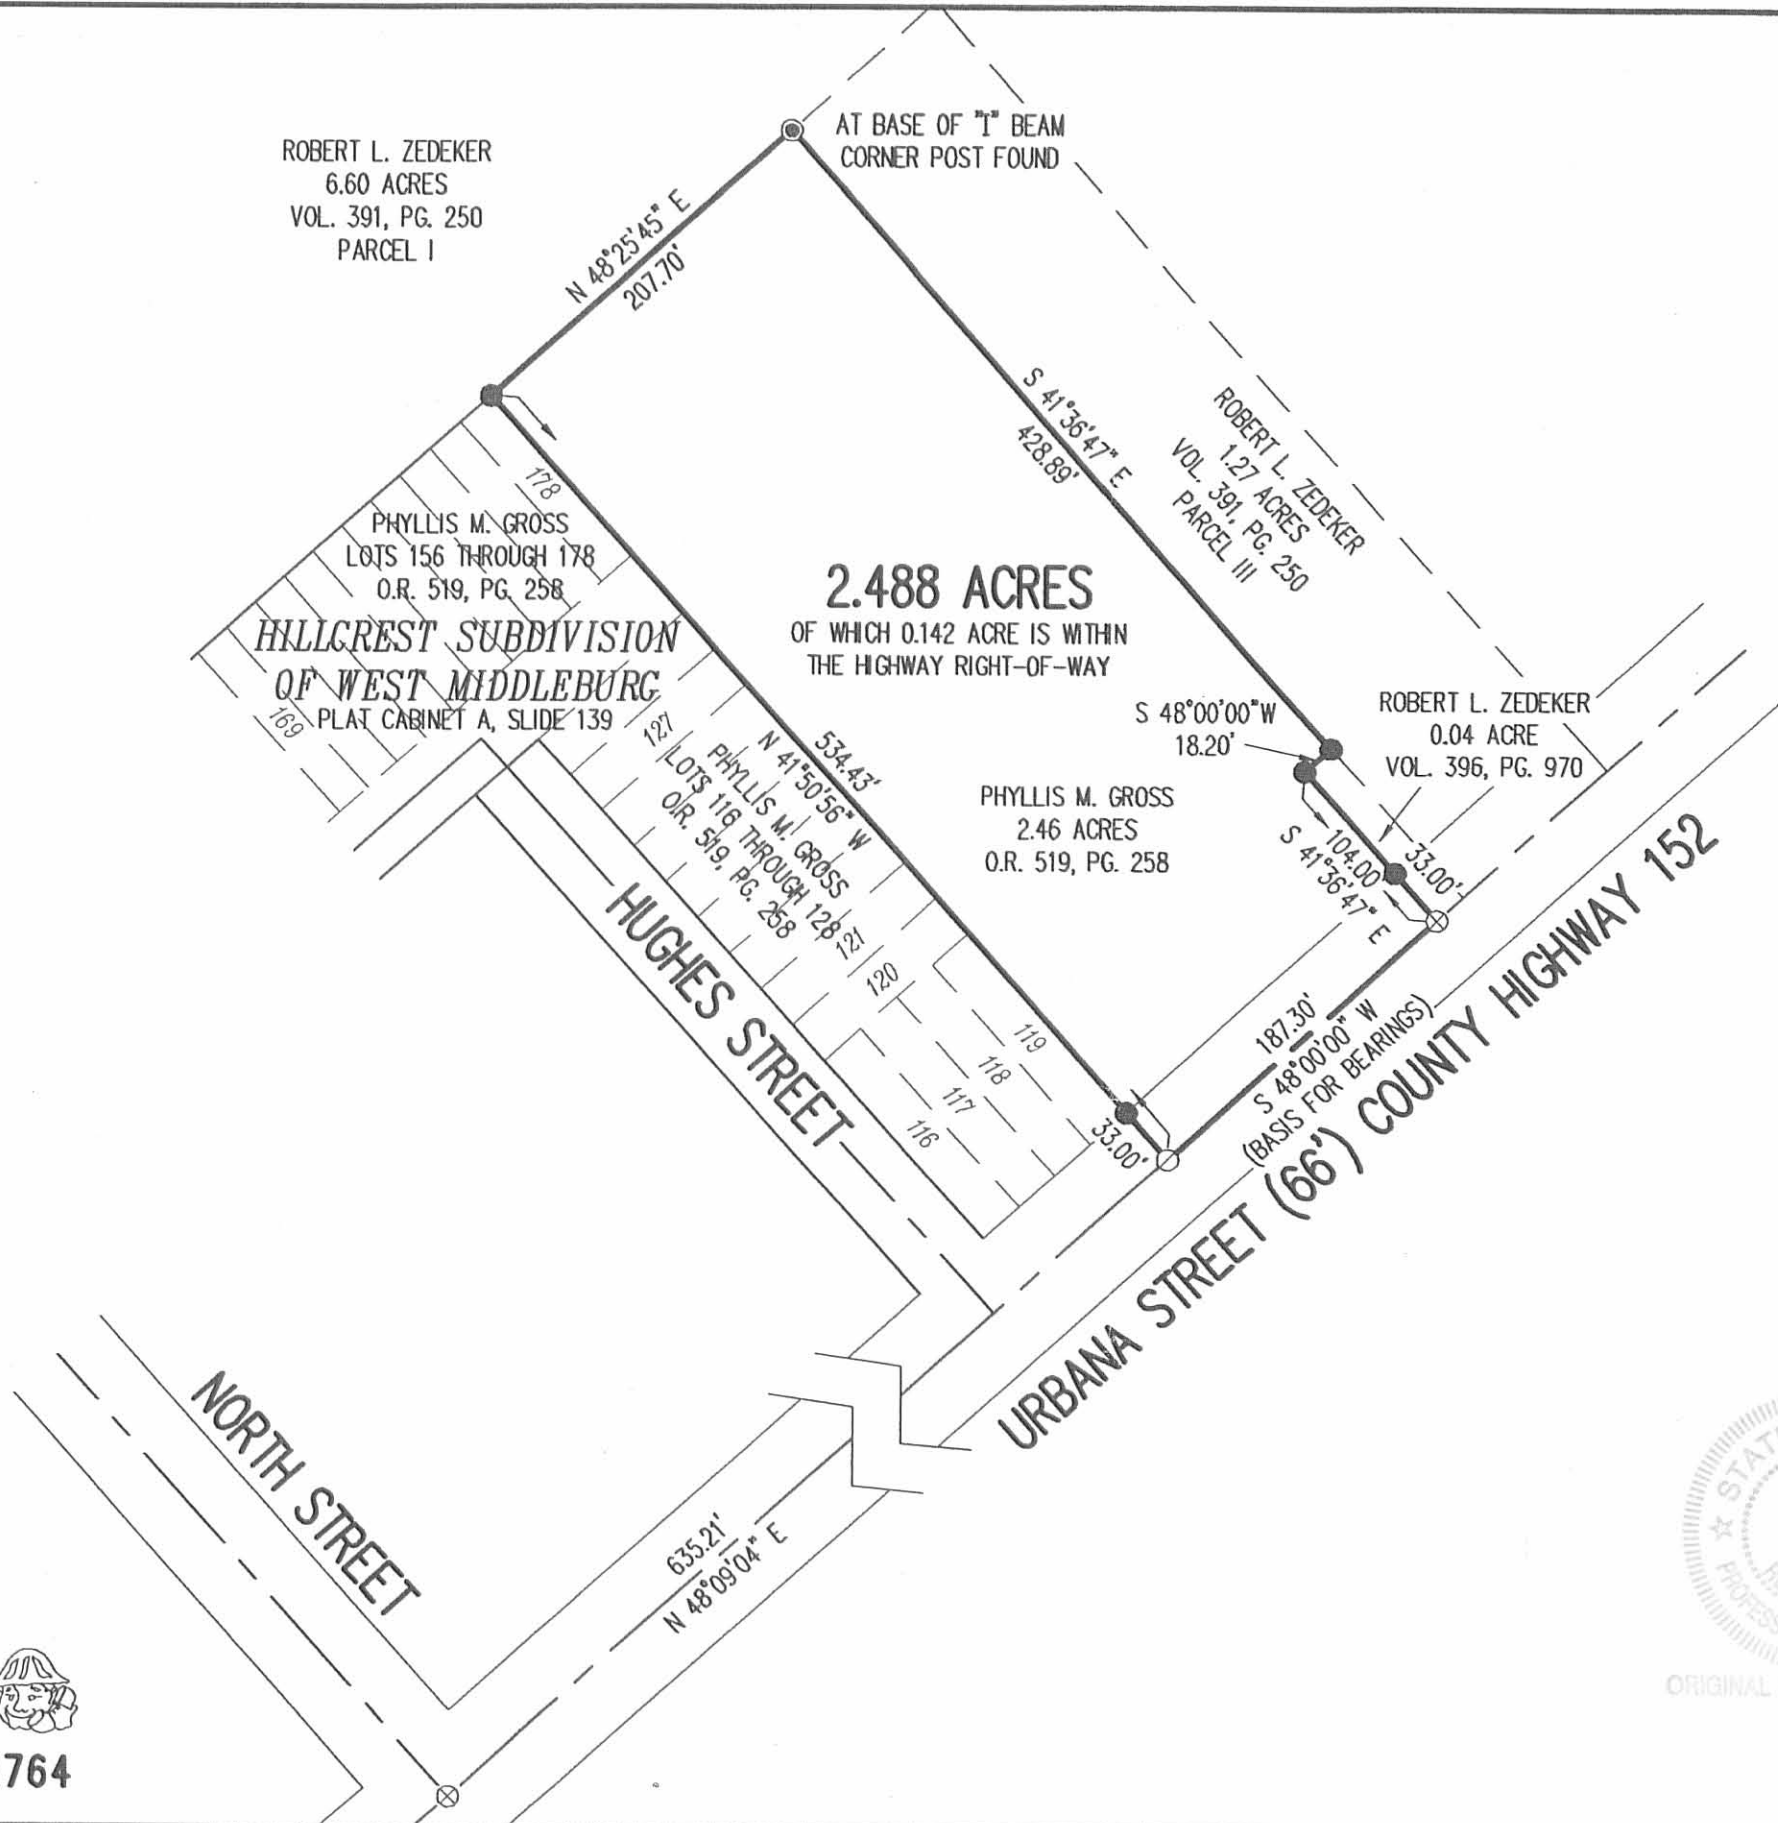 ROBERT L. ZEDEKER
6.60 ACRES
VOL. 391, PG. 250
PARCEL I
AT BASE OF "I" BEAM
CORNER POST FOUND
N 48°25'45" E
207.70'
S 41°36'47" E
428.89'
ROBERT L. ZEDEKER
1.27 ACRES
VOL. 391, PG. 250
PARCEL III
178
PHYLLIS M. GROSS
LOTS 156 THROUGH 178
O.R. 519, PG. 258
HILLCREST SUBDIVISION
OF WEST MIDDLEBURG
PLAT CABINET A, SLIDE 139
169
2.488 ACRES
OF WHICH 0.142 ACRE IS WITHIN
THE HIGHWAY RIGHT-OF-WAY
S 48°00'00"W
18.20'
ROBERT L. ZEDEKER
0.04 ACRE
VOL. 396, PG. 970
534.43'
N 41°50'56" W
127
PHYLLIS M. GROSS
LOTS 116 THROUGH 128
O.R. 519, PG. 258
PHYLLIS M. GROSS
2.46 ACRES
O.R. 519, PG. 258
104.00'
S 41°36'47" E
33.00'
121
120
119
118
117
116
33.00'
187.30'
S 48°00'00" W
(BASIS FOR BEARINGS)
HUGHES STREET
URBANA STREET (66') COUNTY HIGHWAY 152
NORTH STREET
635.21'
N 48°09'04" E
764
ORIGINAL